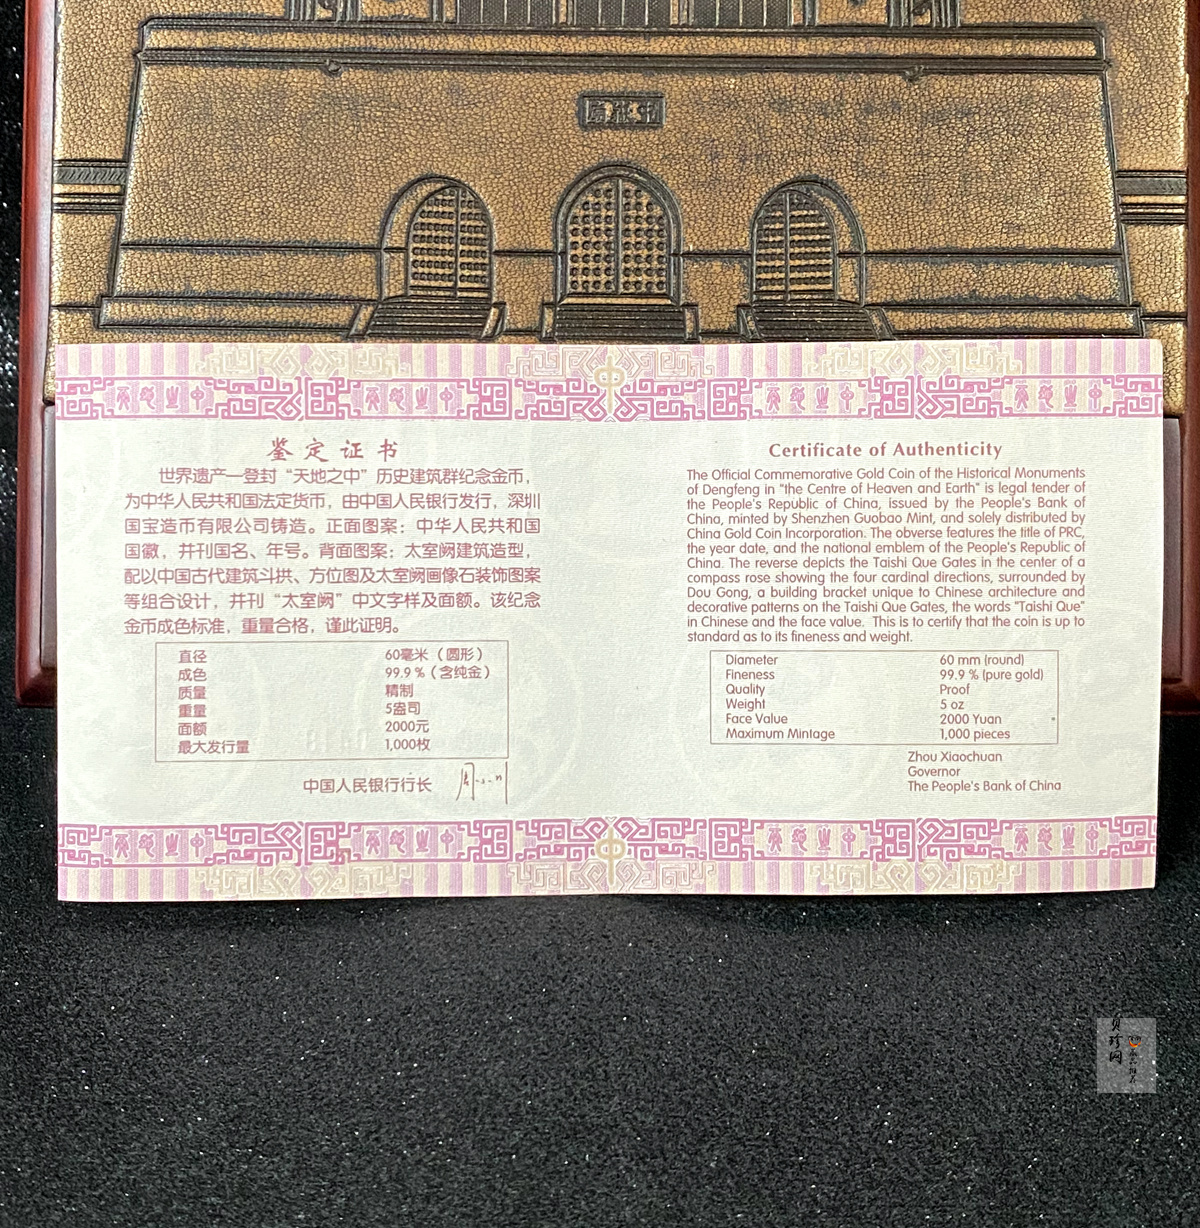 中嶽庙
鉴定证书
世界遗产—登封“天地之中”历史建筑群纪念金币，
为中华人民共和国法定货币，由中国人民银行发行，深圳
国宝造币有限公司铸造。正面图案：中华人民共和国
国徽，并刊国名、年号。背面图案：太室阙建筑造型，
配以中国古代建筑斗拱、方位图及太室阙画像石装饰图案
等组合设计，并刊“太室阙”中文字样及面额。该纪念
金币成色标准，重量合格，谨此证明。
直径 60毫米（圆形）
成色 99.9％（含纯金）
质量 精制
重量 5盎司
面额 2000元
最大发行量 1,000枚
中国人民银行行长
Certificate of Authenticity
The Official Commemorative Gold Coin of the Historical Monuments
of Dengfeng in "the Centre of Heaven and Earth" is legal tender of
the People's Republic of China, issued by the People's Bank of
China, minted by Shenzhen Guobao Mint, and solely distributed by
China Gold Coin Incorporation. The obverse features the title of PRC,
the year date, and the national emblem of the People's Republic of
China. The reverse depicts the Taishi Que Gates in the center of a
compass rose showing the four cardinal directions, surrounded by
Dou Gong, a building bracket unique to Chinese architecture and
decorative patterns on the Taishi Que Gates, the words "Taishi Que"
in Chinese and the face value. This is to certify that the coin is up to
standard as to its fineness and weight.
Diameter 60 mm (round)
Fineness 99.9 % (pure gold)
Quality Proof
Weight 5 oz
Face Value 2000 Yuan
Maximum Mintage 1,000 pieces
Zhou Xiaochuan
Governor
The People's Bank of China